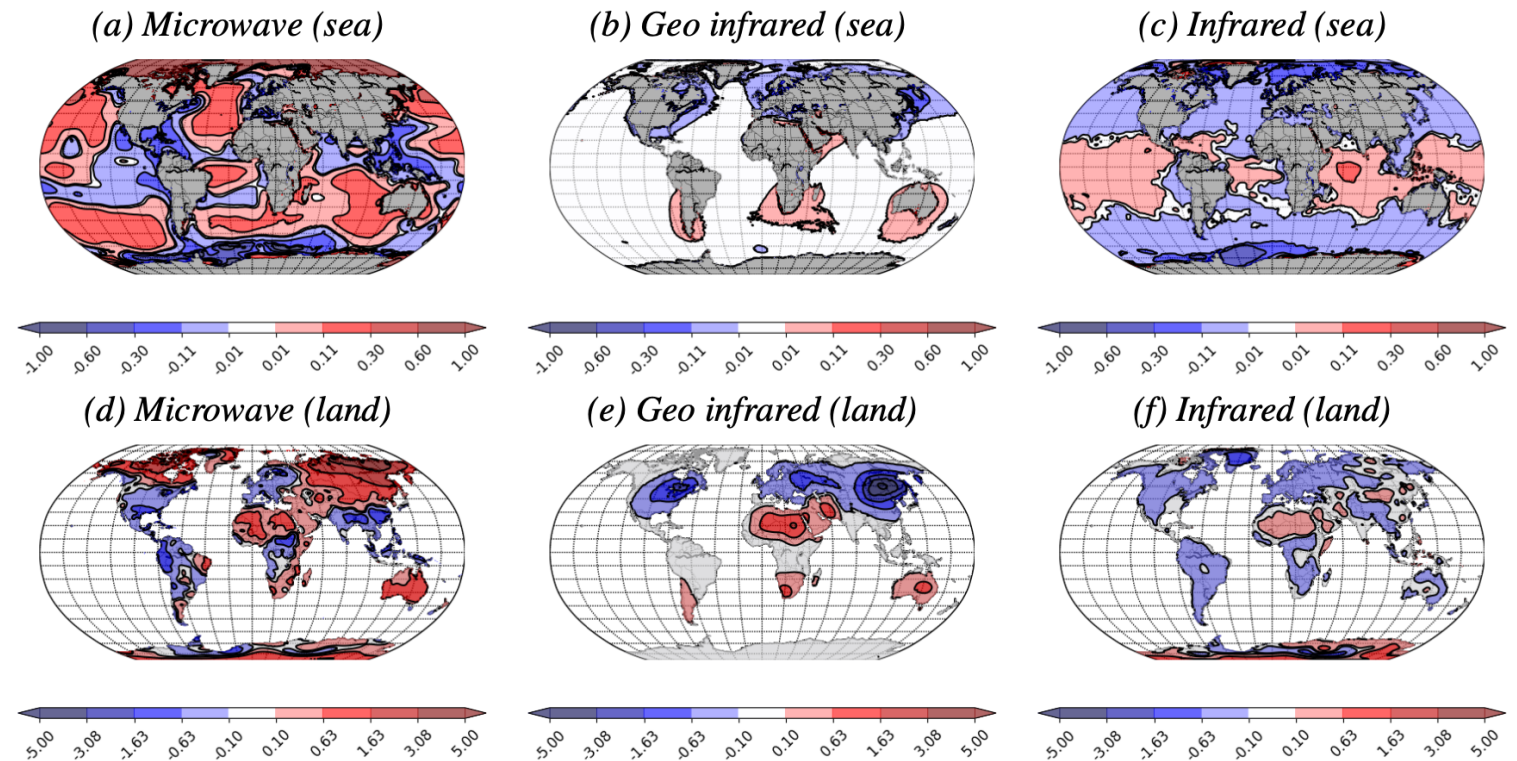 (a) Microwave (sea)
(b) Geo infrared (sea)
(c) Infrared (sea)
-1.00 -0.60 -0.30 -0.11 -0.01 0.01 0.11 0.30 0.60 1.00
-1.00 -0.60 -0.30 -0.11 -0.01 0.01 0.11 0.30 0.60 1.00
-1.00 -0.60 -0.30 -0.11 -0.01 0.01 0.11 0.30 0.60 1.00
(d) Microwave (land)
(e) Geo infrared (land)
(f) Infrared (land)
-5.00 -3.08 -1.63 -0.63 -0.10 0.10 0.63 1.63 3.08 5.00
-5.00 -3.08 -1.63 -0.63 -0.10 0.10 0.63 1.63 3.08 5.00
-5.00 -3.08 -1.63 -0.63 -0.10 0.10 0.63 1.63 3.08 5.00